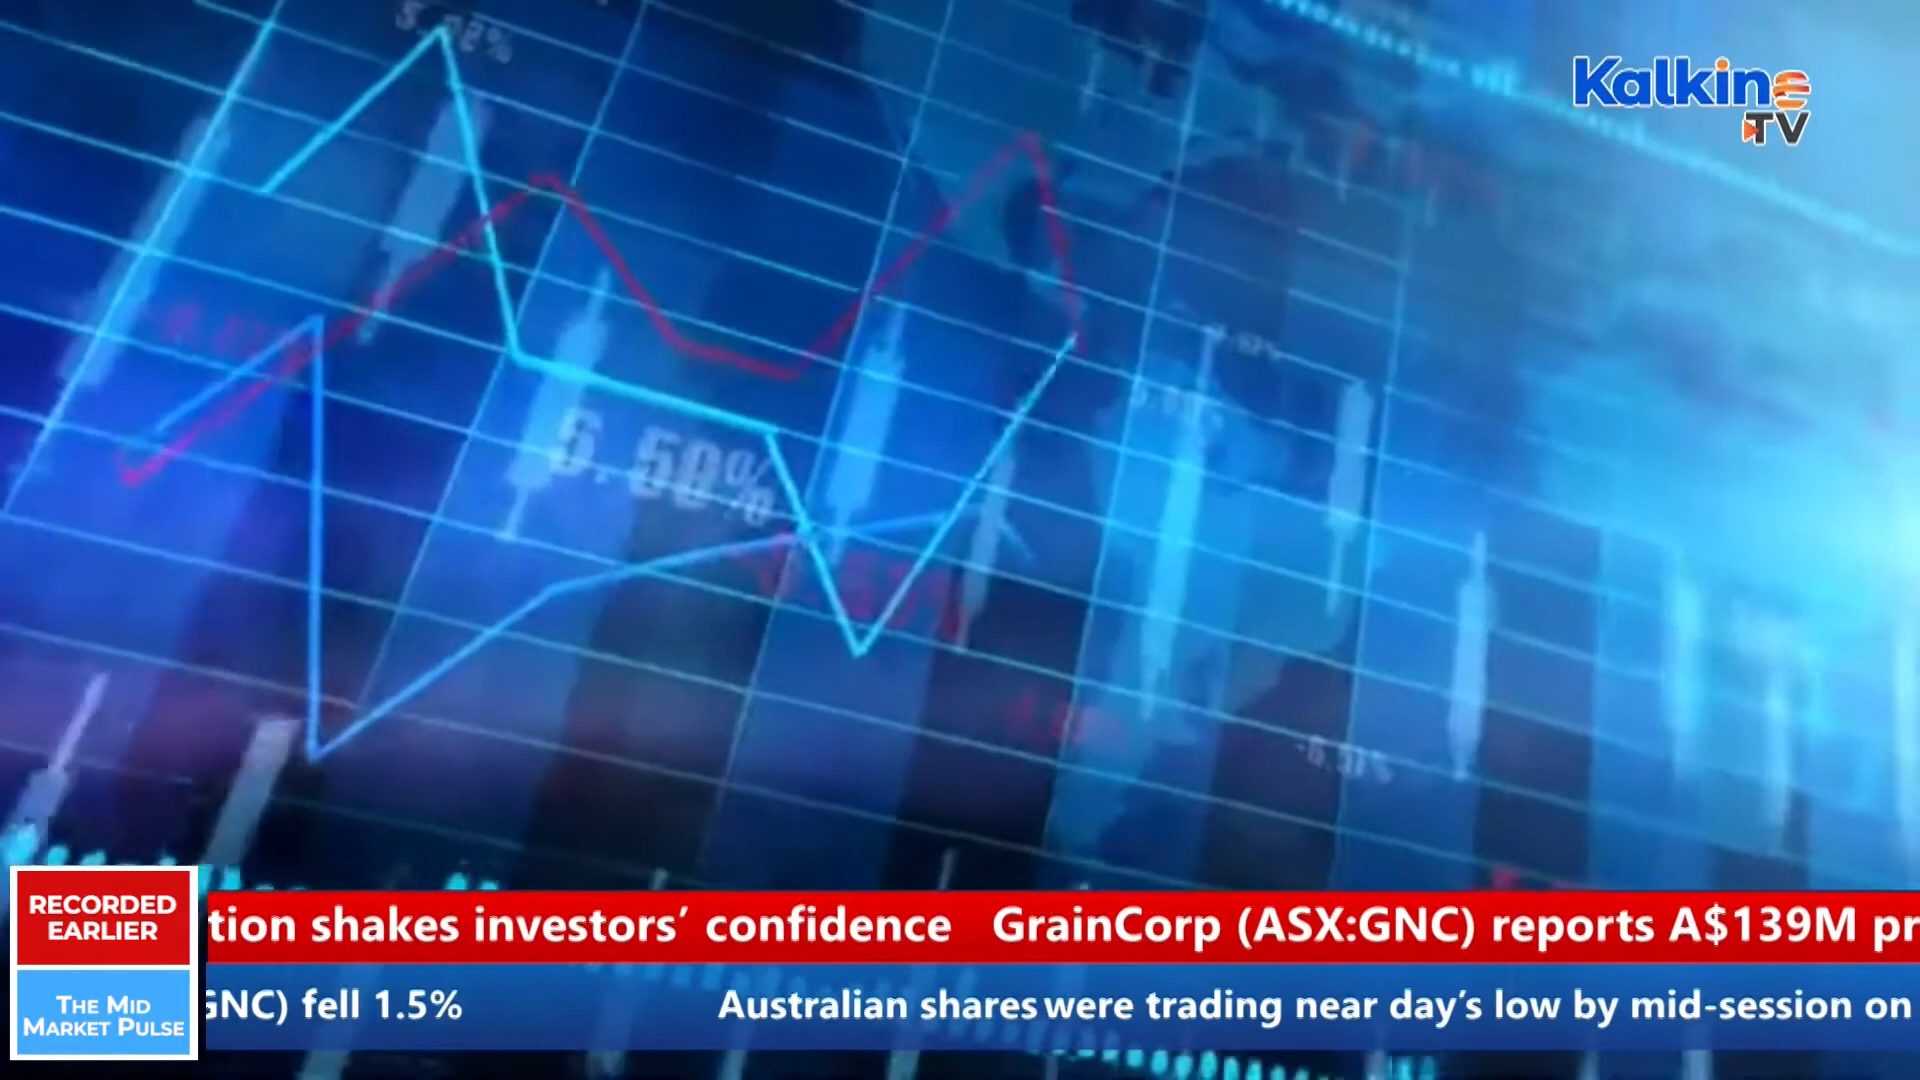 Kalkine
TV
5.50%
RECORDED
EARLIER
tion shakes investors’ confidence GrainCorp (ASX:GNC) reports A$139M pr
THE MID
MARKET PULSE
GNC) fell 1.5% Australian shares were trading near day’s low by mid-session on